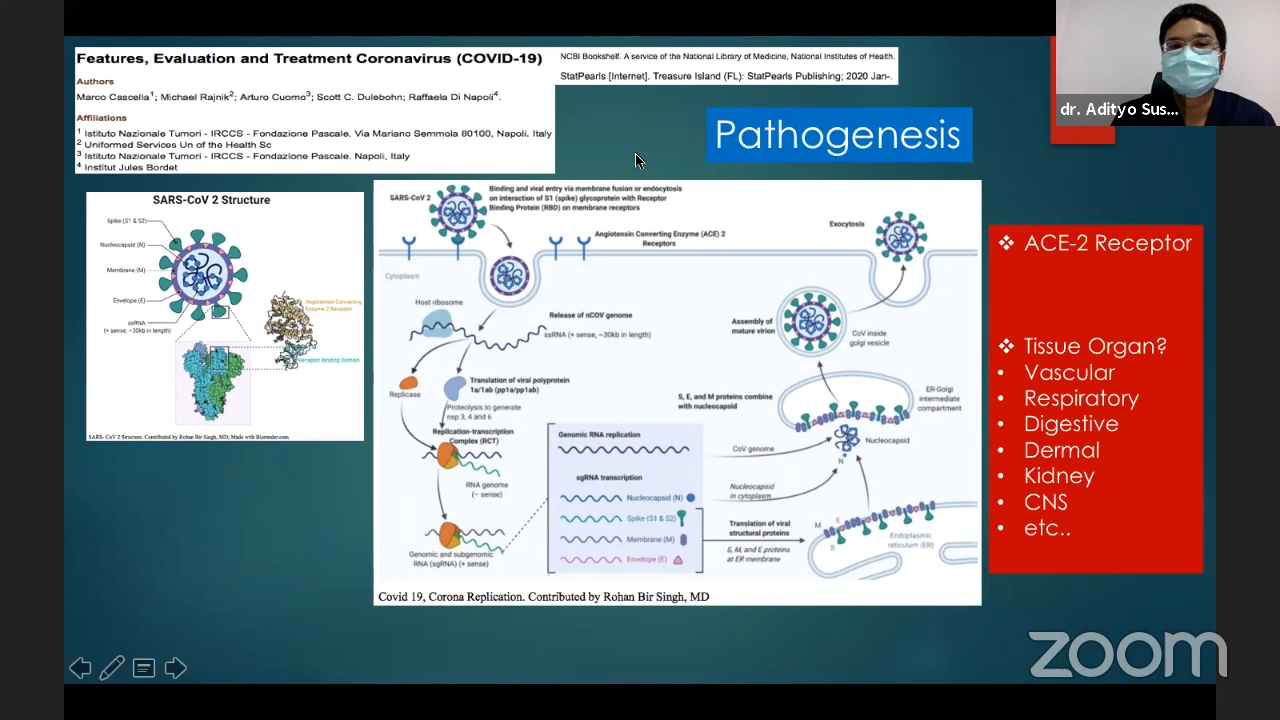 Features, Evaluation and Treatment Coronavirus (COVID-19)
NCBI Bookshelf. A service of the National Library of Medicine, National Institutes of Health.
StatPearls [Internet]. Treasure Island (FL): StatPearls Publishing; 2020 Jan-.
Authors
Marco Cascella1; Michael Rajnik2; Arturo Cuomo3; Scott C. Dulebohn; Raffaela Di Napoli4.
Affiliations
1 Istituto Nazionale Tumori - IRCCS - Fondazione Pascale, Via Mariano Semmola 80100, Napoli. Italy
2 Uniformed Services Un of the Health Sc
3 Istituto Nazionale Tumori - IRCCS - Fondazione Pascale. Napoli, Italy
4 Institut Jules Bordet
dr. Adityo Sus...
Pathogenesis
SARS-CoV 2 Structure
Spike (S1 & S2)
Nucleocapsid (N)
Membrane (M)
Envelope (E)
ssRNA
(+ sense, ~30kb in length)
Angiotensin Converting
Enzyme 2 Receptor
Receptor Binding Domain
SARS- CoV 2 Structure. Contributed by Rohan Bir Singh, MD; Made with Biorender.com
SARS-CoV 2
Binding and viral entry via membrane fusion or endocytosis
on interaction of S1 (spike) glycoprotein with Receptor
Binding Protein (RBD) on membrane receptors
Angiotensin Converting Enzyme (ACE) 2
Receptors
Exocytosis
Cytoplasm
Host ribosome
Release of nCOV genome
ssRNA (+ sense, ~30kb in length)
Assembly of
mature virion
CoV inside
golgi vesicle
Replicase
Translation of viral polyprotein
1a/1ab (pp1a/pp1ab)
Proteolysis to generate
nsp 3, 4 and 6
Replication-transcription
Complex (RCT)
RNA genome
(- sense)
Genomic and subgenomic
RNA (sgRNA) (+ sense)
Genomic RNA replication
sgRNA transcription
Nucleocapsid (N)
Spike (S1 & S2)
Membrane (M)
Envelope (E)
S, E, and M proteins combine
with nucleocapsid
ER-Golgi
intermediate
compartment
CoV genome
Nucleocapsid
N
Nucleocapsid
in cytoplasm
Translation of viral
structural proteins
S, M, and E proteins
at ER membrane
M
E
S
Endoplasmic
reticulum (ER)
Covid 19, Corona Replication. Contributed by Rohan Bir Singh, MD
❖ ACE-2 Receptor
❖ Tissue Organ?
• Vascular
• Respiratory
• Digestive
• Dermal
• Kidney
• CNS
• etc..
zoom